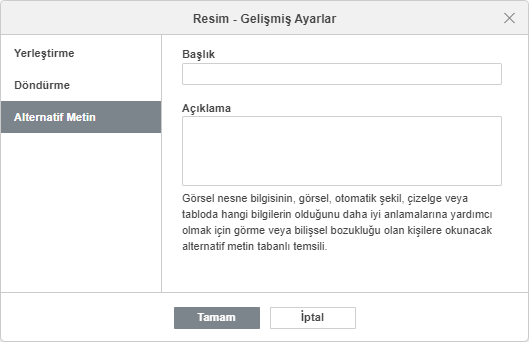 Resim - Gelişmiş Ayarlar
Yerleştirme
Döndürme
Alternatif Metin
Başlık
Açıklama
Görsel nesne bilgisinin, görsel, otomatik şekil, çizelge veya
tabloda hangi bilgilerin olduğunu daha iyi anlamalarına yardımcı
olmak için görme veya bilişsel bozukluğu olan kişilere okunacak
alternatif metin tabanlı temsili.
Tamam
İptal